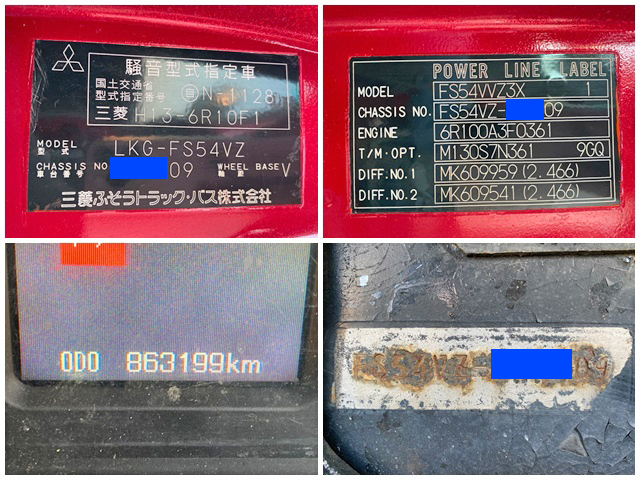 騒音型式指定車
国土交通省
型式指定番号 N-1128
三菱 H13-6R10F1
MODEL
型式 LKG-FS54VZ
CHASSIS NO 09 WHEEL BASE V
車台番号 軸距
三菱ふそうトラック・バス株式会社
POWER LINE LABEL
MODEL FS54VVZ3X 1
CHASSIS NO. FS54VZ- 09
ENGINE 6R100A3F0361
T/M·OPT. M130S7N361 9GQ
DIFF.NO.1 MK609959 (2.466)
DIFF.NO.2 MK609541 (2.466)
ODO 863199km
FS54VZ- 09